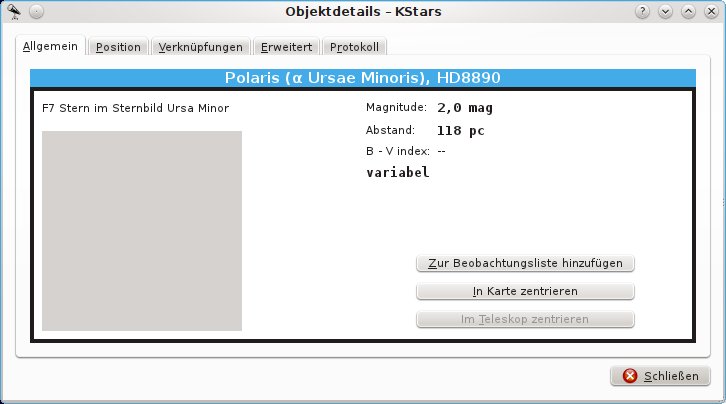 Objektdetails – KStars
Allgemein
Position
Verknüpfungen
Erweitert
Protokoll
Polaris (α Ursae Minoris), HD8890
F7 Stern im Sternbild Ursa Minor
Magnitude: 2,0 mag
Abstand: 118 pc
B - V index: --
variabel
Zur Beobachtungsliste hinzufügen
In Karte zentrieren
Im Teleskop zentrieren
Schließen